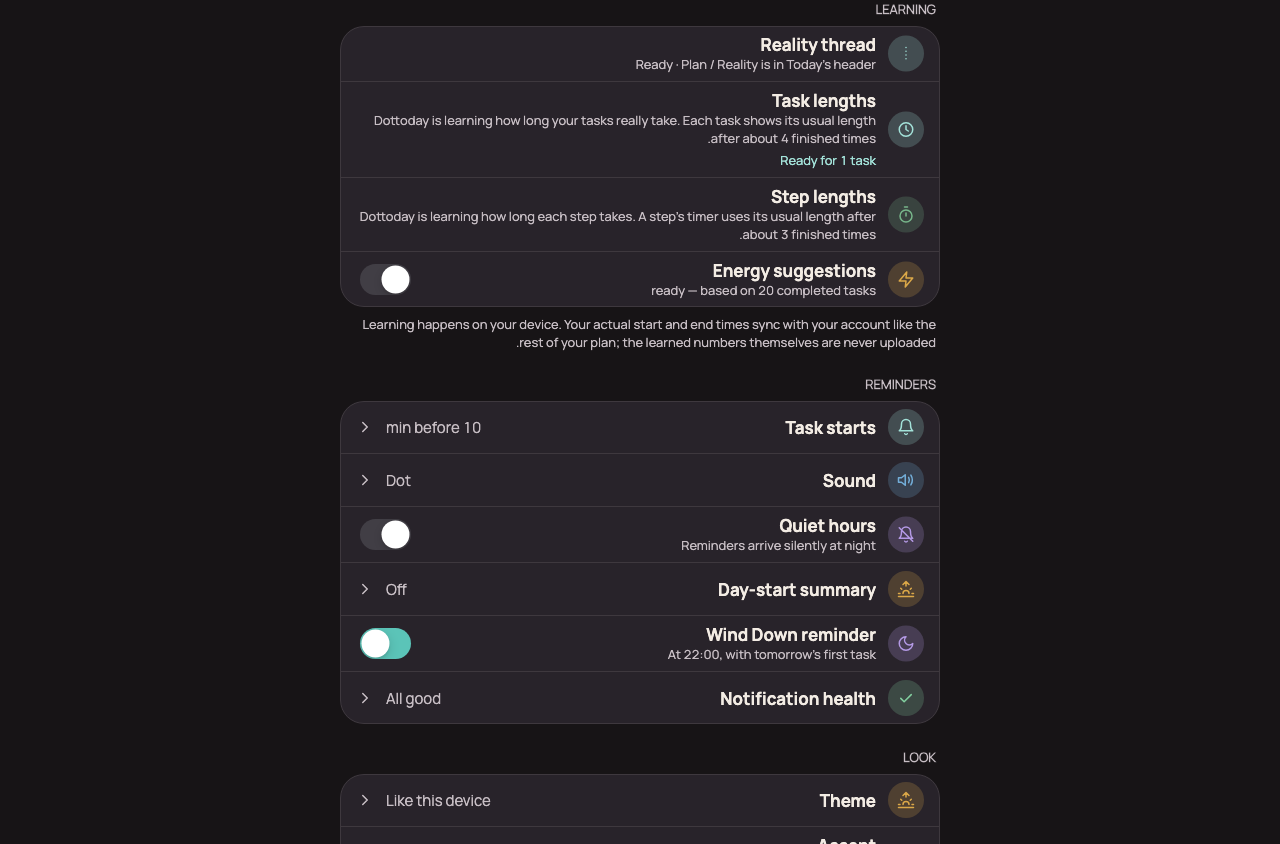 LEARNING
Reality thread
Ready · Plan / Reality is in Today's header
Task lengths
Dottoday is learning how long your tasks really take. Each task shows its usual length
.after about 4 finished times
Ready for 1 task
Step lengths
Dottoday is learning how long each step takes. A step's timer uses its usual length after
.about 3 finished times
Energy suggestions
ready — based on 20 completed tasks
Learning happens on your device. Your actual start and end times sync with your account like the
.rest of your plan; the learned numbers themselves are never uploaded
REMINDERS
Task starts
min before 10
Sound
Dot
Quiet hours
Reminders arrive silently at night
Day-start summary
Off
Wind Down reminder
At 22:00, with tomorrow's first task
Notification health
All good
LOOK
Theme
Like this device
Accent